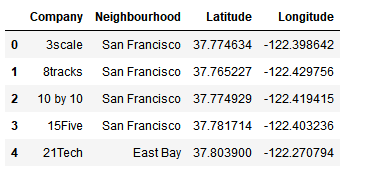 Company Neighbourhood Latitude Longitude
0 3scale San Francisco 37.774634 -122.398642
1 8tracks San Francisco 37.765227 -122.429756
2 10 by 10 San Francisco 37.774929 -122.419415
3 15Five San Francisco 37.781714 -122.403236
4 21Tech East Bay 37.803900 -122.270794